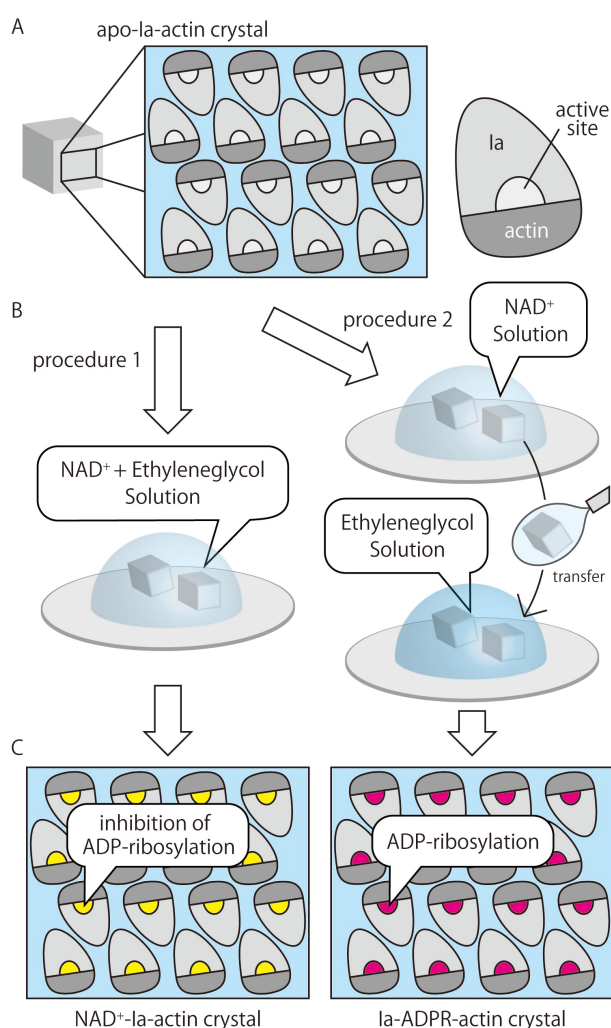 A
apo-Ia-actin crystal
Ia
active
site
actin
B
procedure 1
procedure 2
NAD⁺
Solution
NAD⁺ + Ethyleneglycol
Solution
Ethyleneglycol
Solution
transfer
C
inhibition of
ADP-ribosylation
ADP-ribosylation
NAD⁺-Ia-actin crystal
Ia-ADPR-actin crystal